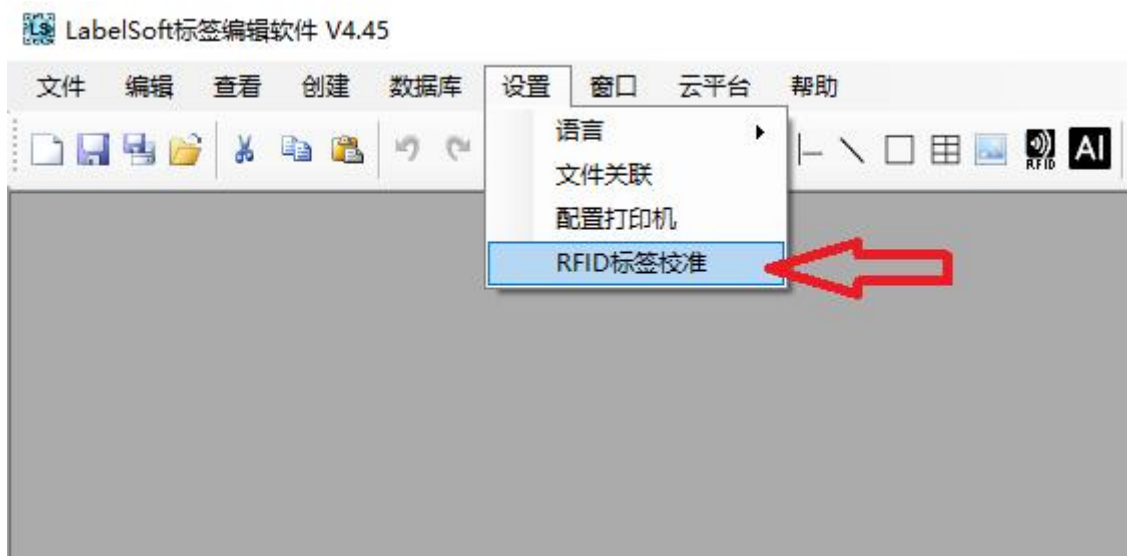 LS LabelSoft标签编辑软件 V4.45
文件 编辑 查看 创建 数据库 设置 窗口 云平台 帮助
RFID AI
语言
文件关联
配置打印机
RFID标签校准